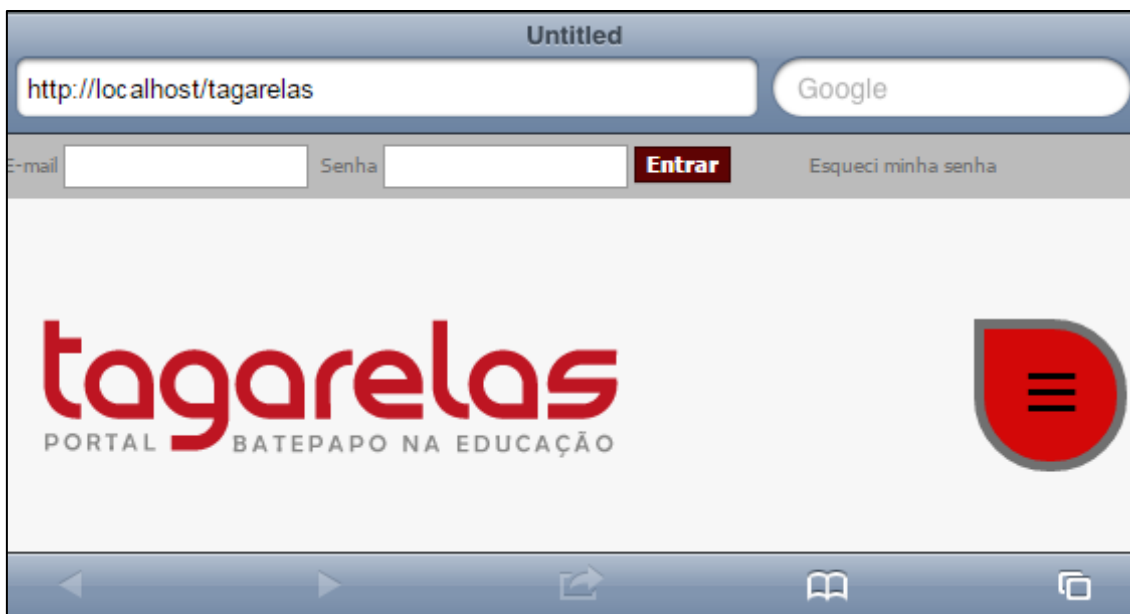 Untitled
http://localhost/tagarelas
Google
E-mail Senha Entrar Esqueci minha senha
tagarelas
PORTAL BATEPAPO NA EDUCAÇÃO